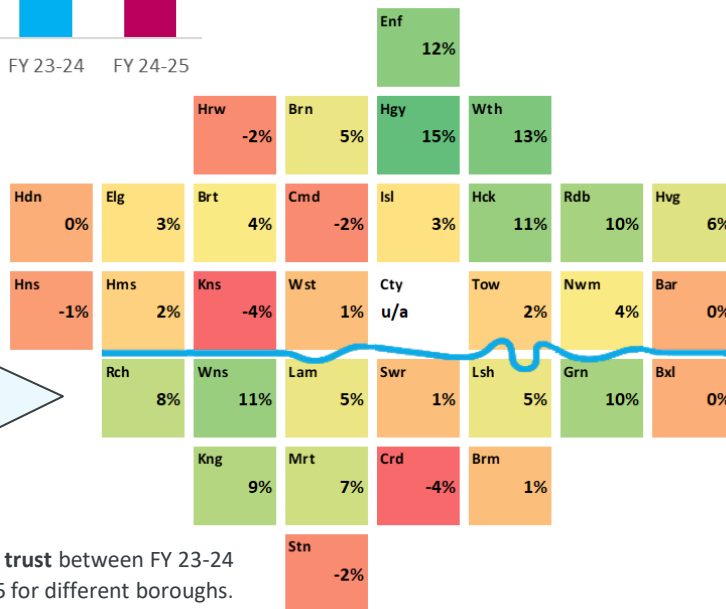 FY 23-24 FY 24-25
Enf
12%
Hrw Brn Hgy Wth
-2% 5% 15% 13%
Hdn Elg Brt Cmd Isl Hck Rdb Hvg
0% 3% 4% -2% 3% 11% 10% 6%
Hns Hms Kns Wst Cty Tow Nwm Bar
-1% 2% -4% 1% u/a 2% 4% 0%
Rch Wns Lam Swr Lsh Grn Bxl
8% 11% 5% 1% 5% 10% 0%
Kng Mrt Crd Brm
9% 7% -4% 1%
Stn
-2%
trust between FY 23-24
5 for different boroughs.